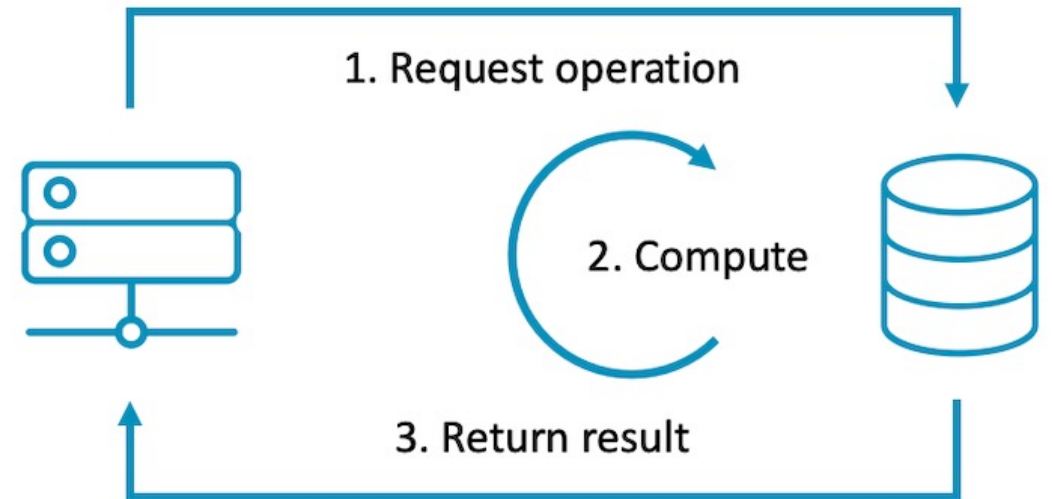 1. Request operation
2. Compute
3. Return result